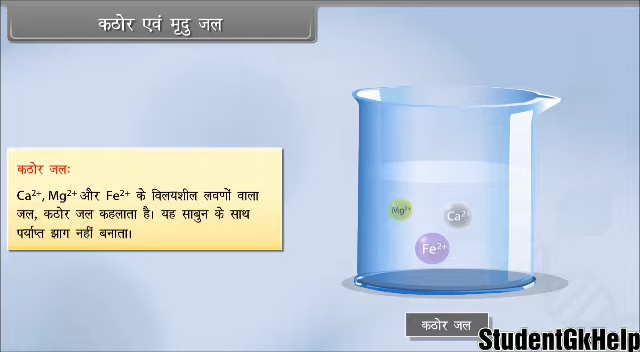 कठोर एवं मृदु जल
कठोर जलः
Ca²⁺, Mg²⁺ और Fe²⁺ के विलयशील लवणों वाला
जल, कठोर जल कहलाता है। यह साबुन के साथ
पर्याप्त झाग नहीं बनाता।
Mg²⁺
Ca²⁺
Fe²⁺
कठोर जल
StudentGkHelp